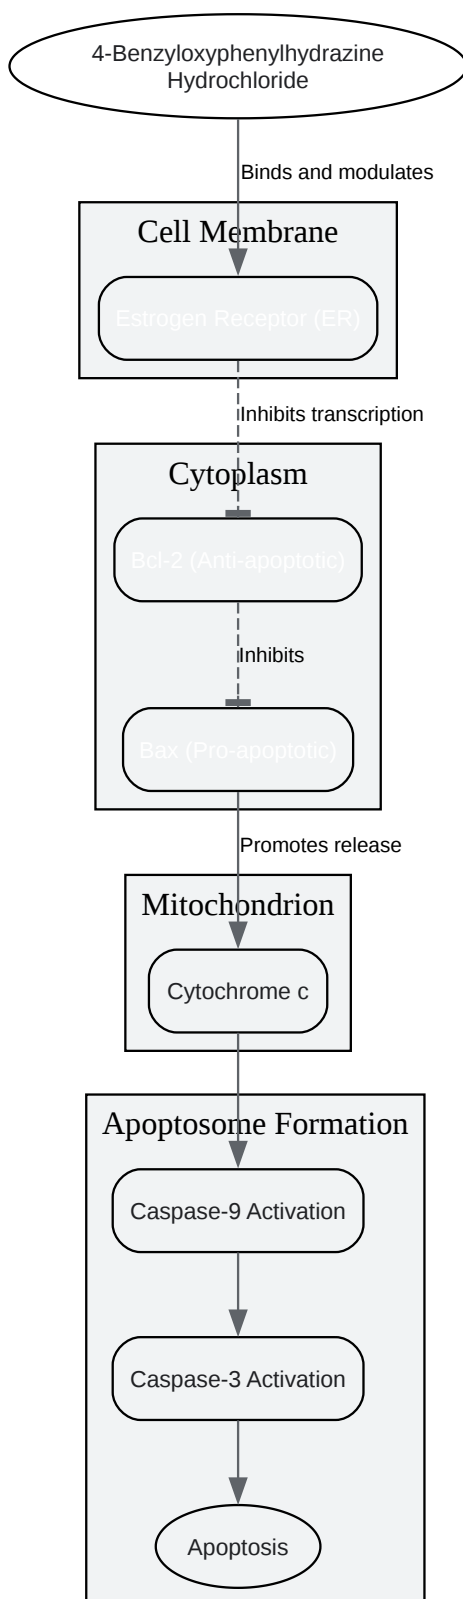 4-Benzyloxyphenylhydrazine
Hydrochloride
Binds and modulates
Cell Membrane
Estrogen Receptor (ER)
Inhibits transcription
Cytoplasm
Bcl-2 (Anti-apoptotic)
Inhibits
Bax (Pro-apoptotic)
Promotes release
Mitochondrion
Cytochrome c
Apoptosome Formation
Caspase-9 Activation
Caspase-3 Activation
Apoptosis